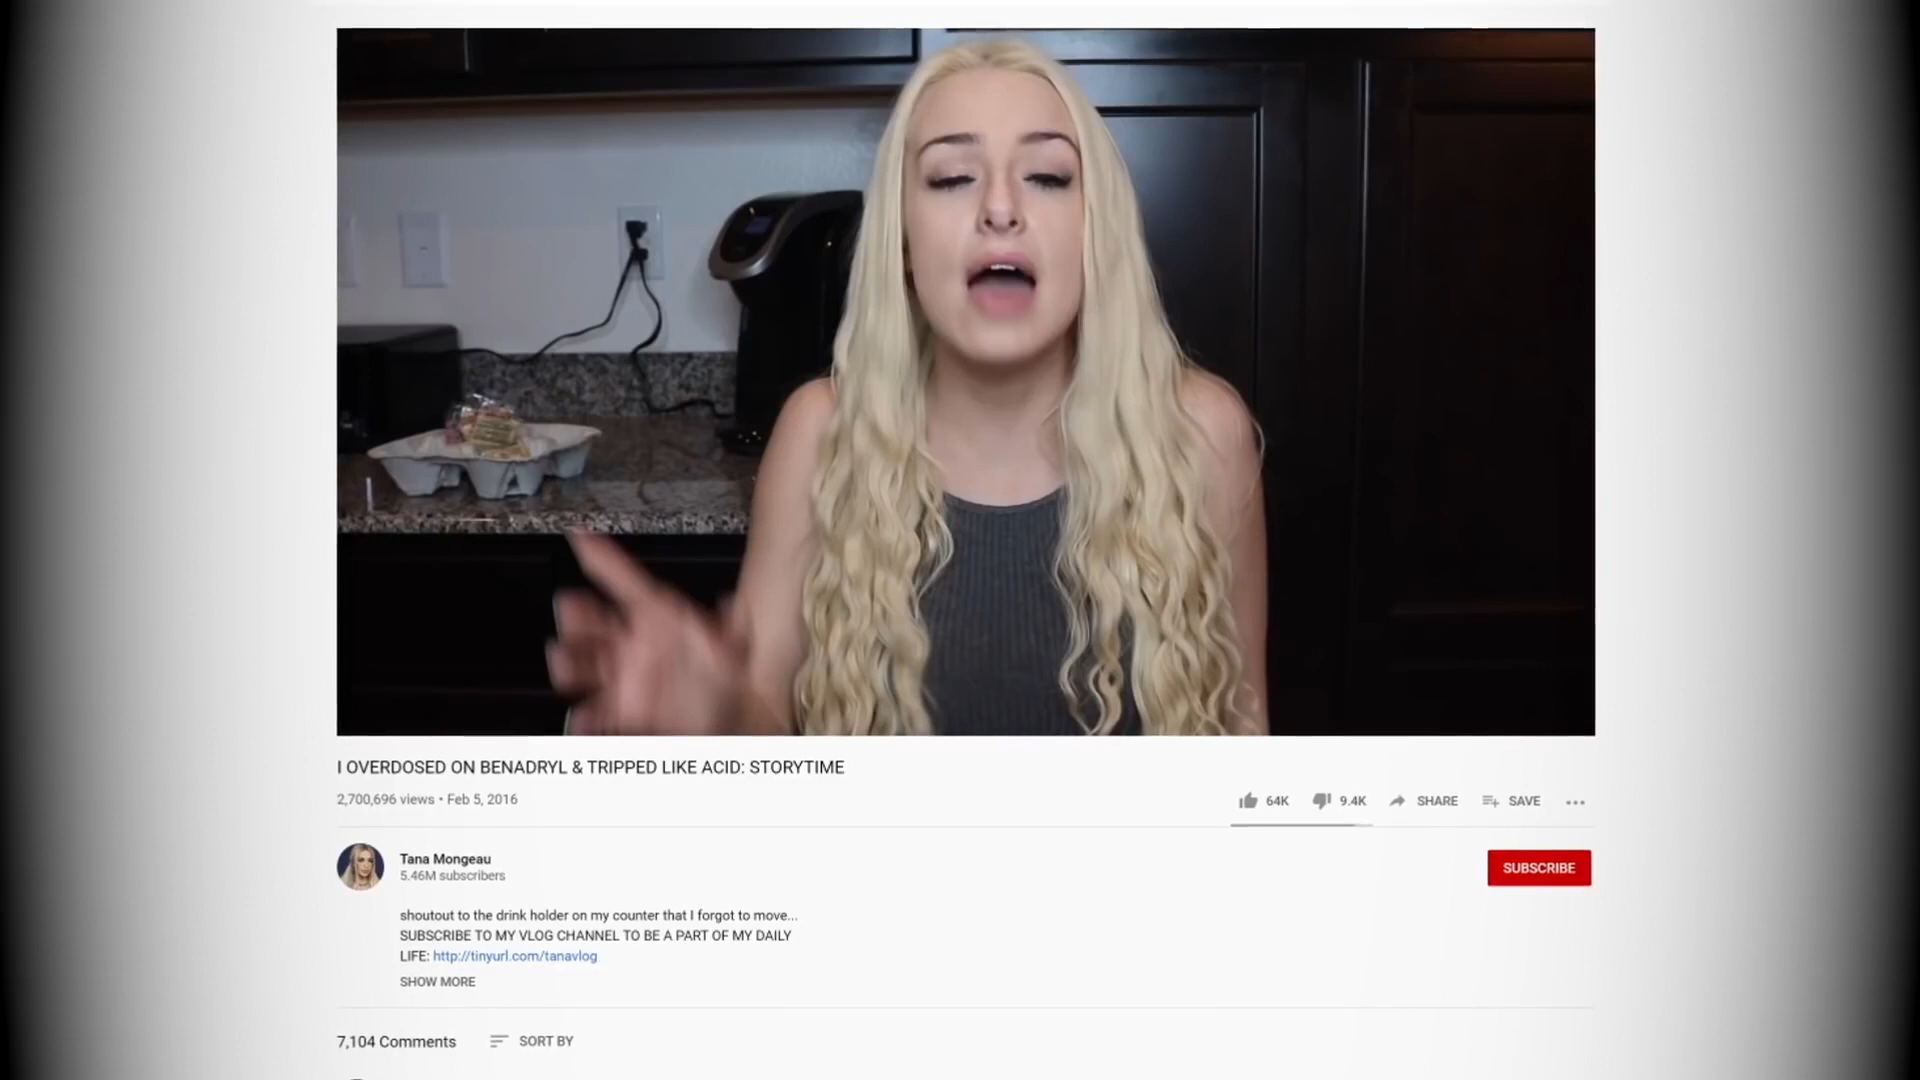 I OVERDOSED ON BENADRYL & TRIPPED LIKE ACID: STORYTIME
2,700,696 views • Feb 5, 2016
64K 9.4K SHARE SAVE
Tana Mongeau
5.46M subscribers
SUBSCRIBE
shoutout to the drink holder on my counter that I forgot to move...
SUBSCRIBE TO MY VLOG CHANNEL TO BE A PART OF MY DAILY
LIFE: http://tinyurl.com/tanavlog
SHOW MORE
7,104 Comments SORT BY